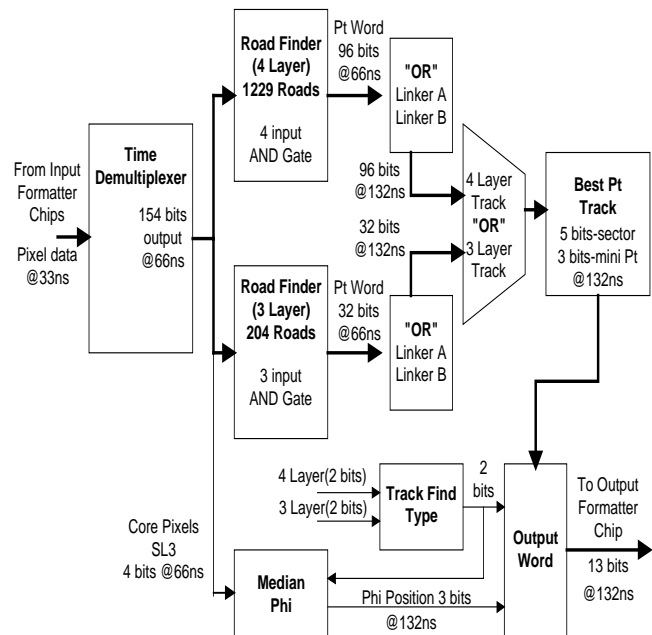 From Input
Formatter
Chips
Pixel data
@33ns
Time
Demultiplexer
154 bits
output
@66ns
Road Finder
(4 Layer)
1229 Roads
4 input
AND Gate
Pt Word
96 bits
@66ns
"OR"
Linker A
Linker B
96 bits
@132ns
32 bits
@132ns
Road Finder
(3 Layer)
204 Roads
3 input
AND Gate
Pt Word
32 bits
@66ns
"OR"
Linker A
Linker B
4 Layer
Track
"OR"
3 Layer
Track
Best Pt
Track
5 bits-sector
3 bits-mini Pt
@132ns
Core Pixels
SL3
4 bits @66ns
4 Layer(2 bits)
3 Layer(2 bits)
Track Find
Type
2
bits
Median
Phi
Phi Position 3 bits
@132ns
Output
Word
To Output
Formatter
Chip
13 bits
@132ns